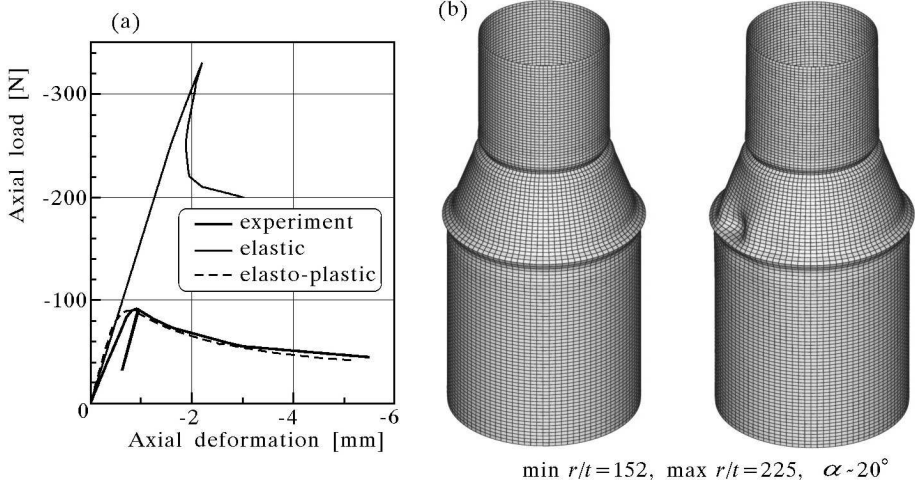 (a)
(b)
Axial load [N]
-300
-200
-100
0
experiment
elastic
elasto-plastic
-2
-4
-6
Axial deformation [mm]
min r/t=152, max r/t=225, α~20°